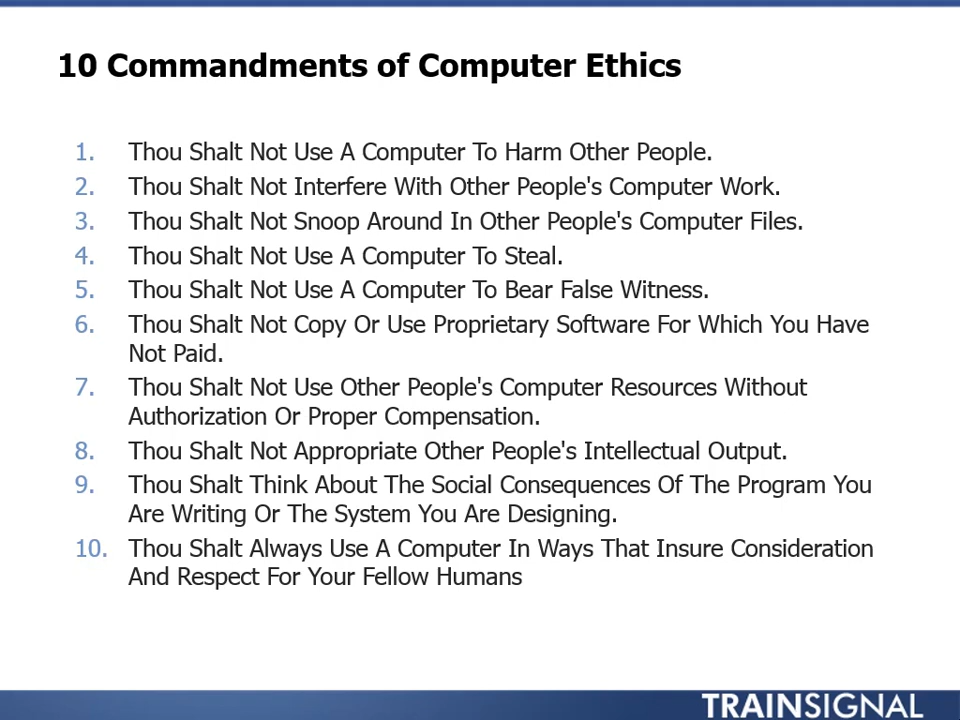 10 Commandments of Computer Ethics
1. Thou Shalt Not Use A Computer To Harm Other People.
2. Thou Shalt Not Interfere With Other People's Computer Work.
3. Thou Shalt Not Snoop Around In Other People's Computer Files.
4. Thou Shalt Not Use A Computer To Steal.
5. Thou Shalt Not Use A Computer To Bear False Witness.
6. Thou Shalt Not Copy Or Use Proprietary Software For Which You Have
Not Paid.
7. Thou Shalt Not Use Other People's Computer Resources Without
Authorization Or Proper Compensation.
8. Thou Shalt Not Appropriate Other People's Intellectual Output.
9. Thou Shalt Think About The Social Consequences Of The Program You
Are Writing Or The System You Are Designing.
10. Thou Shalt Always Use A Computer In Ways That Insure Consideration
And Respect For Your Fellow Humans
TRAINSIGNAL